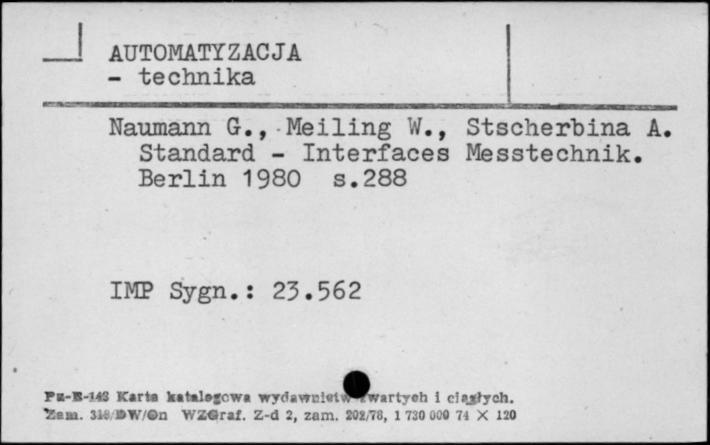 AUTOMATYZACJA
- technika
Naumann G., Meiling W., Stscherbina A.
Standard - Interfaces Messtechnik.
Berlin 1980 s.288
IMP Sygn.: 23.562
Pu-B-143 Karta katalogowa wydawnictw zwartych i ciągłych.
Zam. 318/DW/On WZGraf. Z-d 2, zam. 202/78, 1 730 000 74 X 120